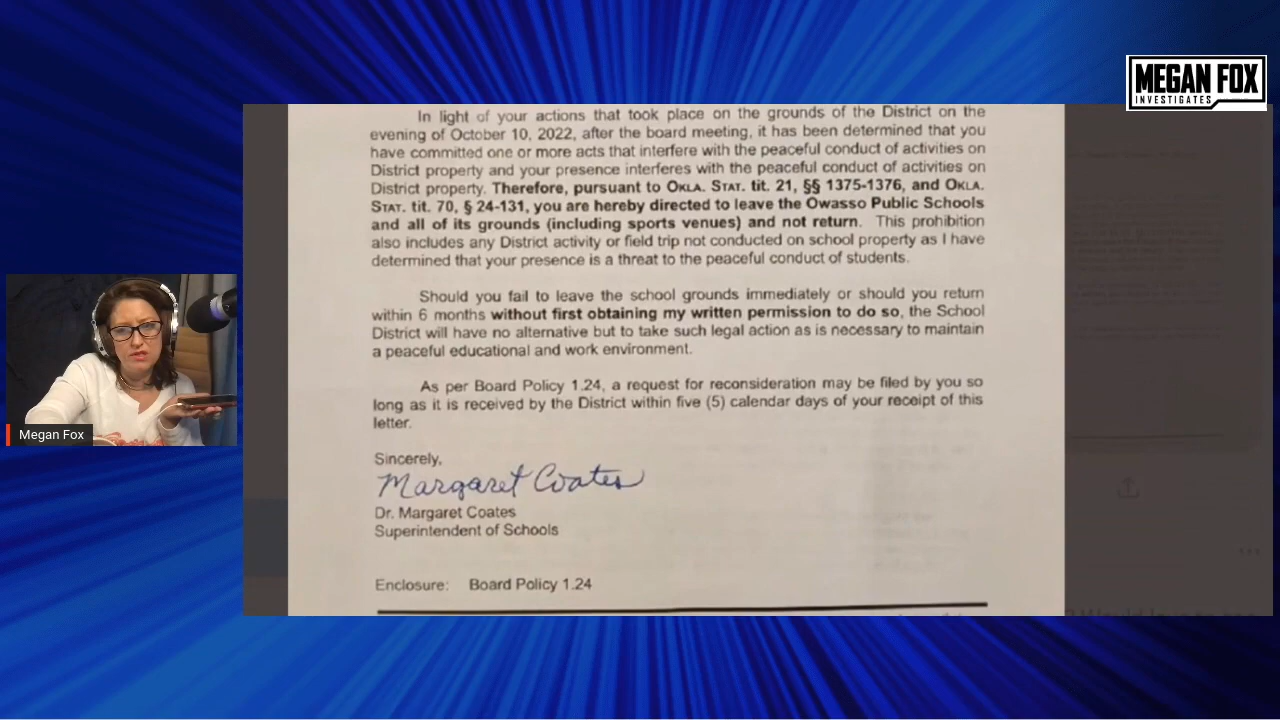 MEGAN FOX
INVESTIGATES
In light of your actions that took place on the grounds of the District on the
evening of October 10, 2022, after the board meeting, it has been determined that you
have committed one or more acts that interfere with the peaceful conduct of activities on
District property and your presence interferes with the peaceful conduct of activities on
District property. Therefore, pursuant to OKLA. STAT. tit. 21, §§ 1375-1376, and OKLA.
STAT. tit. 70, § 24-131, you are hereby directed to leave the Owasso Public Schools
and all of its grounds (including sports venues) and not return. This prohibition
also includes any District activity or field trip not conducted on school property as I have
determined that your presence is a threat to the peaceful conduct of students.
Should you fail to leave the school grounds immediately or should you return
within 6 months without first obtaining my written permission to do so, the School
District will have no alternative but to take such legal action as is necessary to maintain
a peaceful educational and work environment.
As per Board Policy 1.24, a request for reconsideration may be filed by you so
long as it is received by the District within five (5) calendar days of your receipt of this
letter.
Sincerely,
Margaret Coates
Dr. Margaret Coates
Superintendent of Schools
Enclosure: Board Policy 1.24
Megan Fox